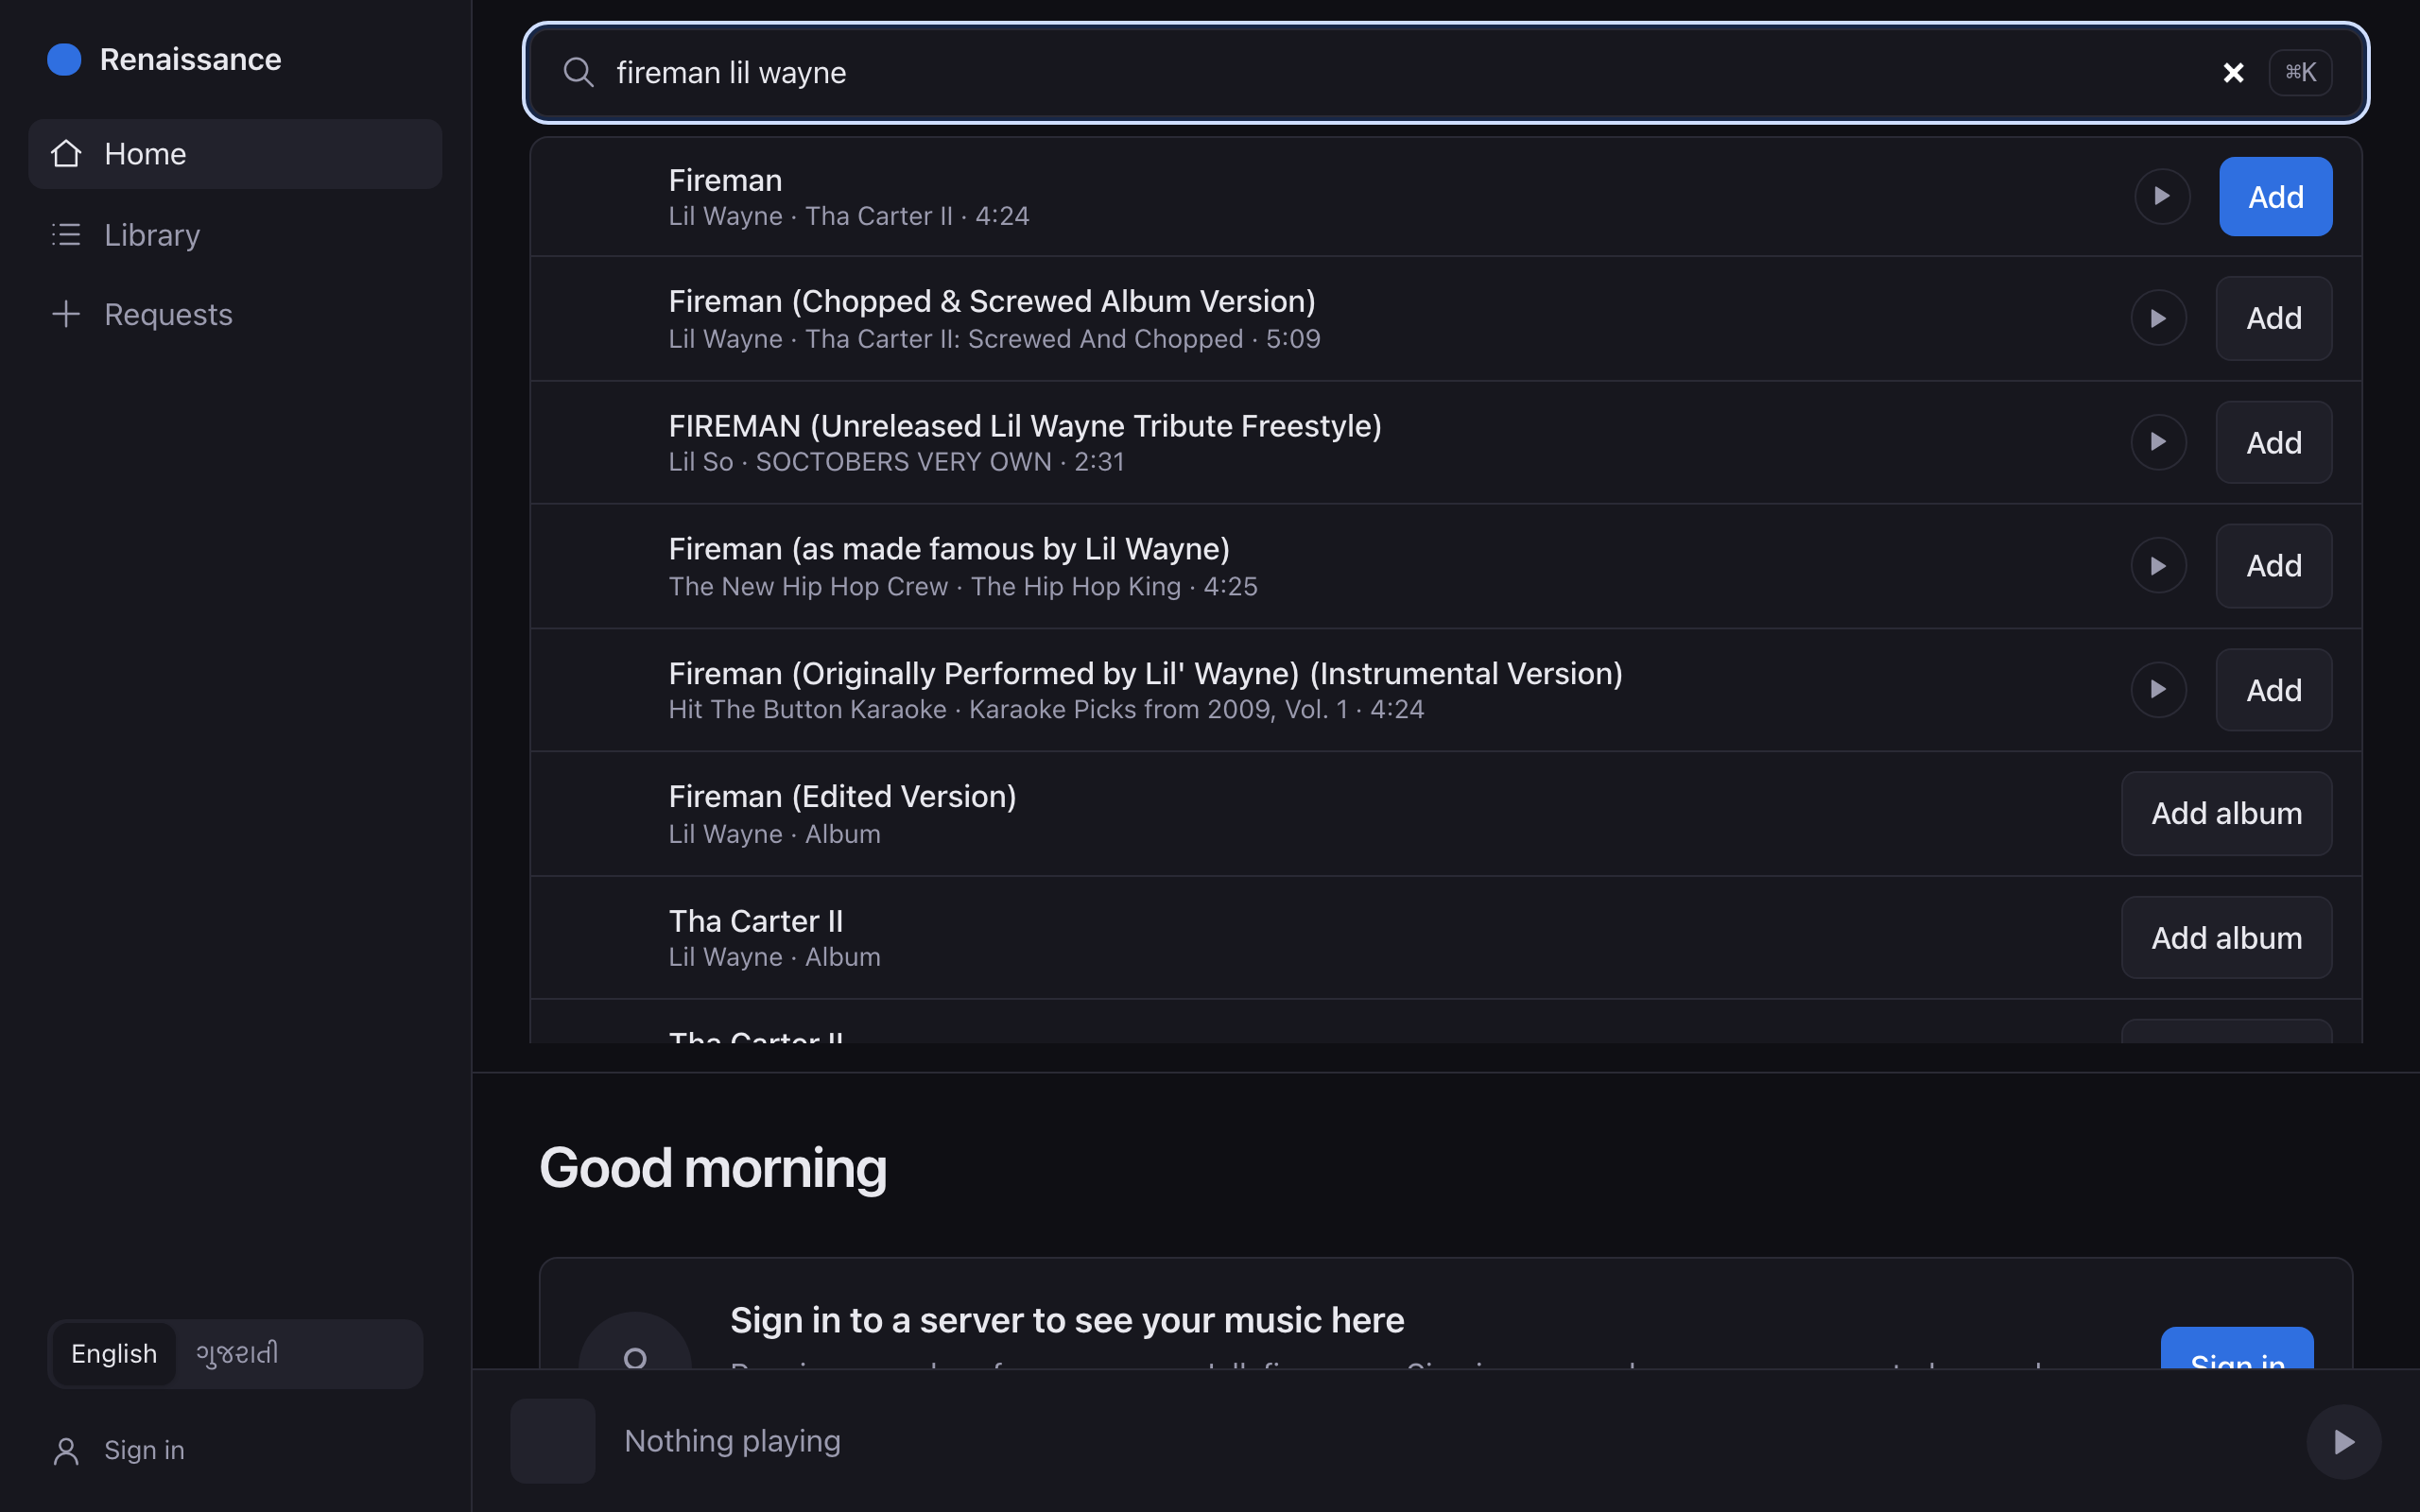 Renaissance
Home
Library
Requests
English
ગુજરાતી
Sign in
fireman lil wayne
⌘K
Fireman
Lil Wayne · Tha Carter II · 4:24
Add
Fireman (Chopped & Screwed Album Version)
Lil Wayne · Tha Carter II: Screwed And Chopped · 5:09
Add
FIREMAN (Unreleased Lil Wayne Tribute Freestyle)
Lil So · SOCTOBERS VERY OWN · 2:31
Add
Fireman (as made famous by Lil Wayne)
The New Hip Hop Crew · The Hip Hop King · 4:25
Add
Fireman (Originally Performed by Lil' Wayne) (Instrumental Version)
Hit The Button Karaoke · Karaoke Picks from 2009, Vol. 1 · 4:24
Add
Fireman (Edited Version)
Lil Wayne · Album
Add album
Tha Carter II
Lil Wayne · Album
Add album
Tha Carter II
Good morning
Sign in to a server to see your music here
Sign in
Nothing playing